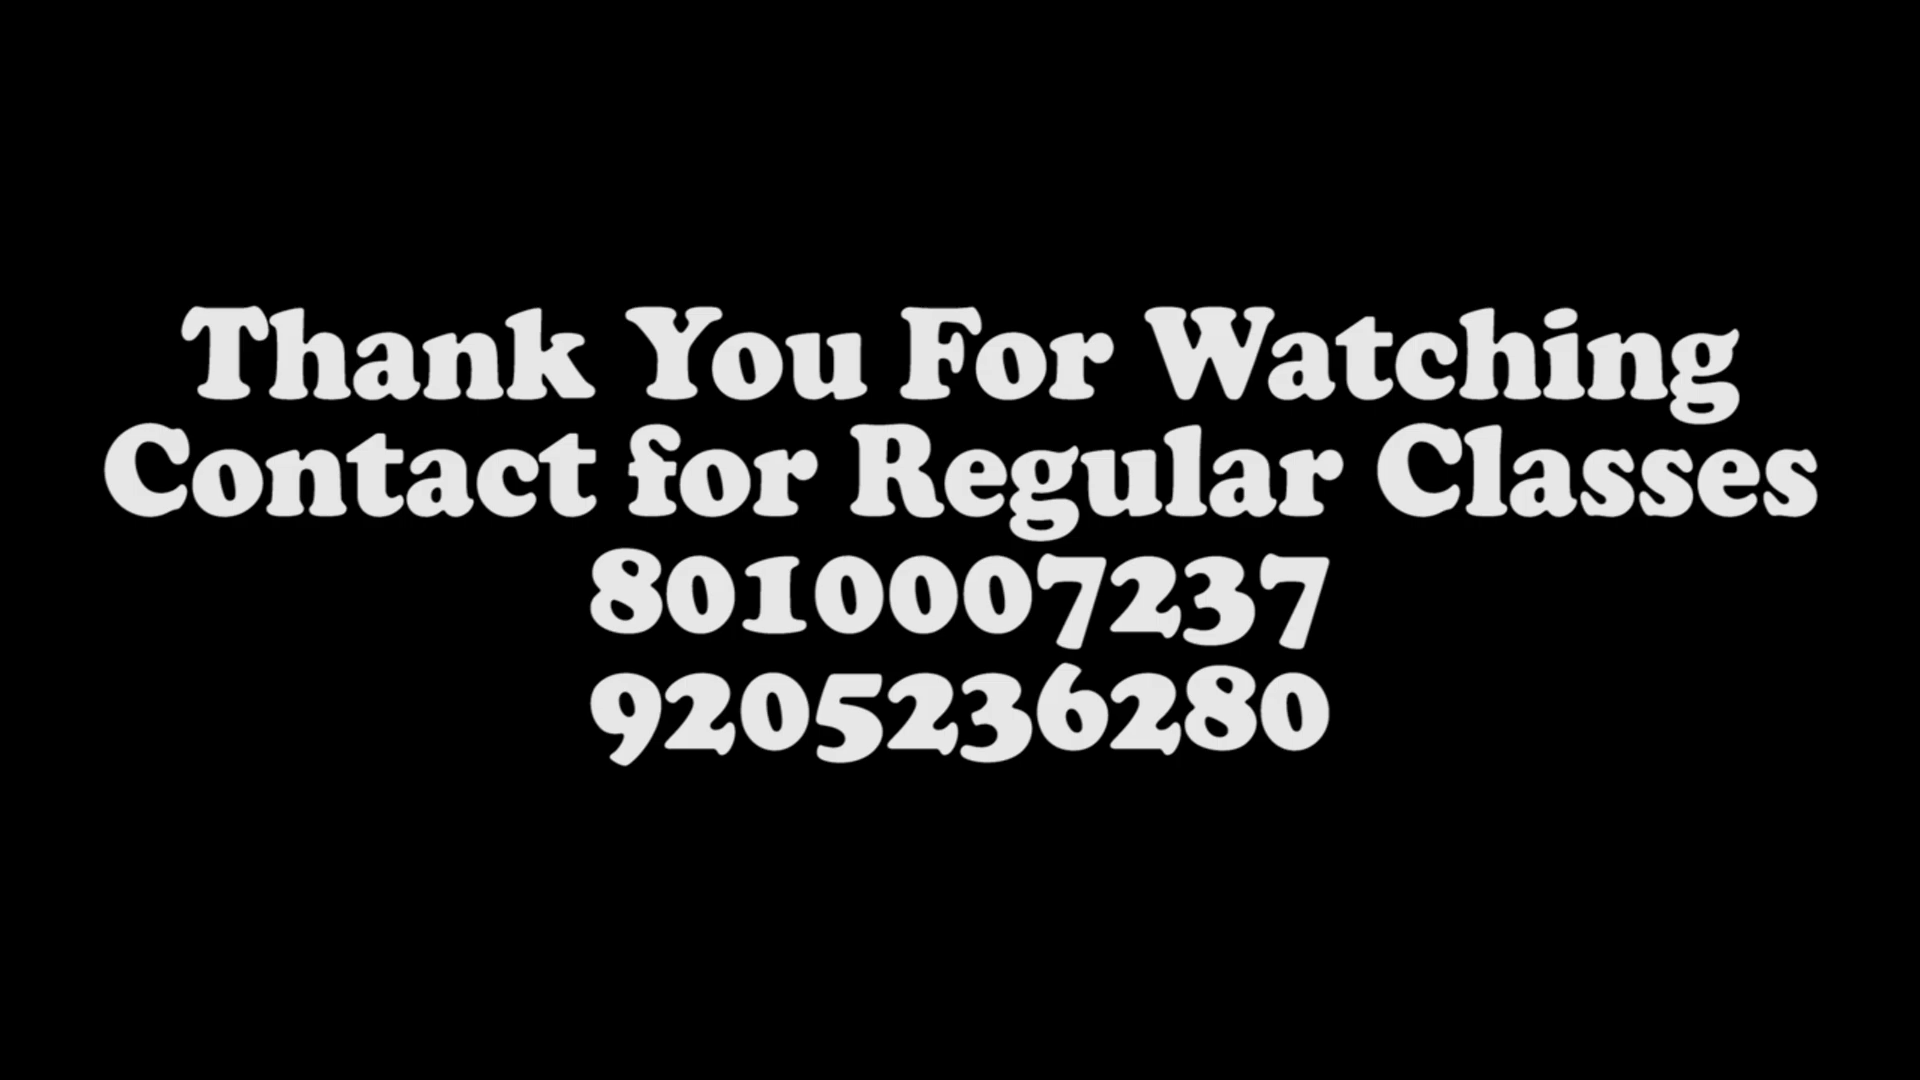 Thank You For Watching
Contact for Regular Classes
8010007237
9205236280